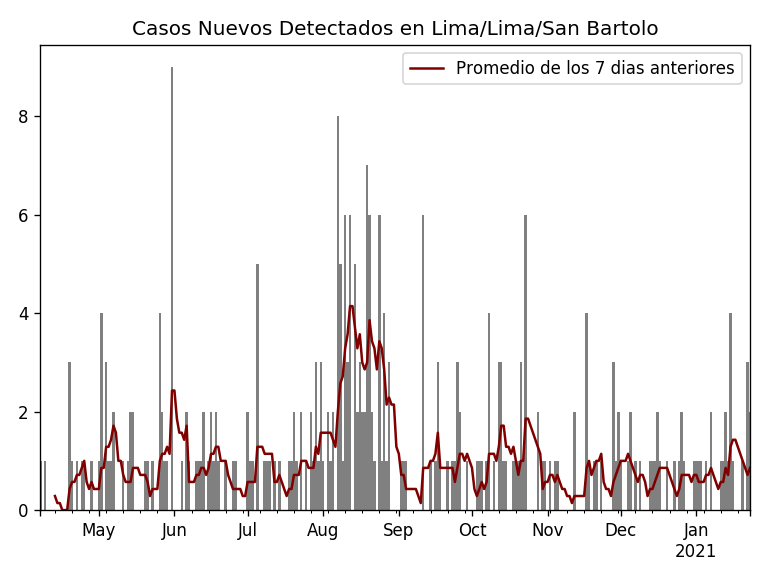 Casos Nuevos Detectados en Lima/Lima/San Bartolo
Promedio de los 7 dias anteriores
8
6
4
2
0
May Jun Jul Aug Sep Oct Nov Dec Jan
2021